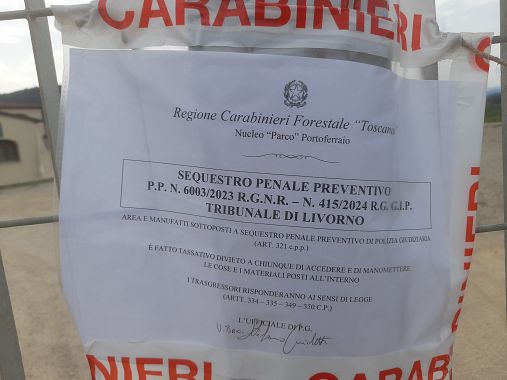 CARABINIERI
Regione Carabinieri Forestale "Toscana"
Nucleo "Parco" Portoferraio
SEQUESTRO PENALE PREVENTIVO
P.P. N. 6003/2023 R.G.N.R. – N. 415/2024 R.G. G.I.P.
TRIBUNALE DI LIVORNO
AREA E MANUFATTI SOTTOPOSTI A SEQUESTRO PENALE PREVENTIVO DI POLIZIA GIUDIZIARIA
(ART. 321 c.p.p.)
È FATTO TASSATIVO DIVIETO A CHIUNQUE DI ACCEDERE E DI MANOMETTERE
LE COSE E I MATERIALI POSTI ALL'INTERNO
I TRASGRESSORI RISPONDERANNO AI SENSI DI LEGGE
(ARTT. 334 – 335 – 349 – 350 C.P.)
L'UFFICIALE DI P.G.
NIERI CARAB
INIERI